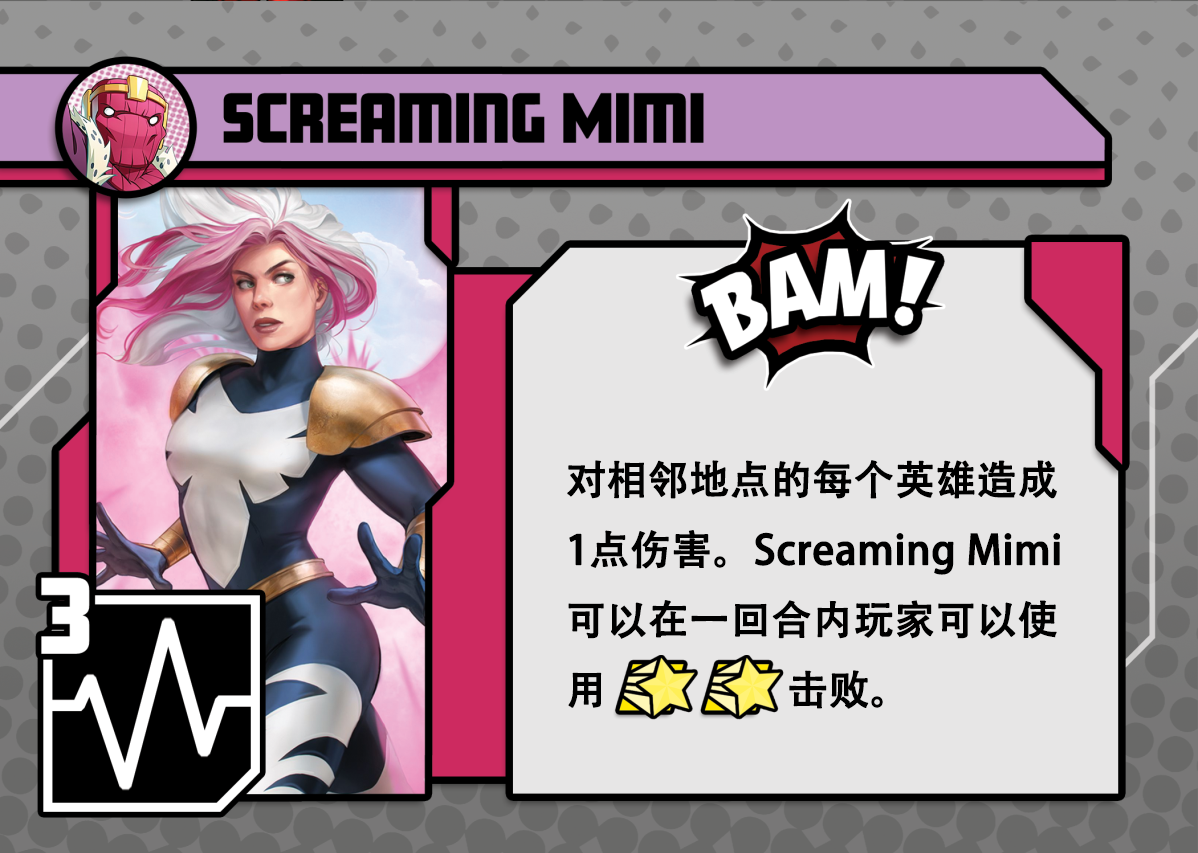 SCREAMING MIMI
BAM!
对相邻地点的每个英雄造成
1点伤害。Screaming Mimi
可以在一回合内玩家可以使
用 击败。
3